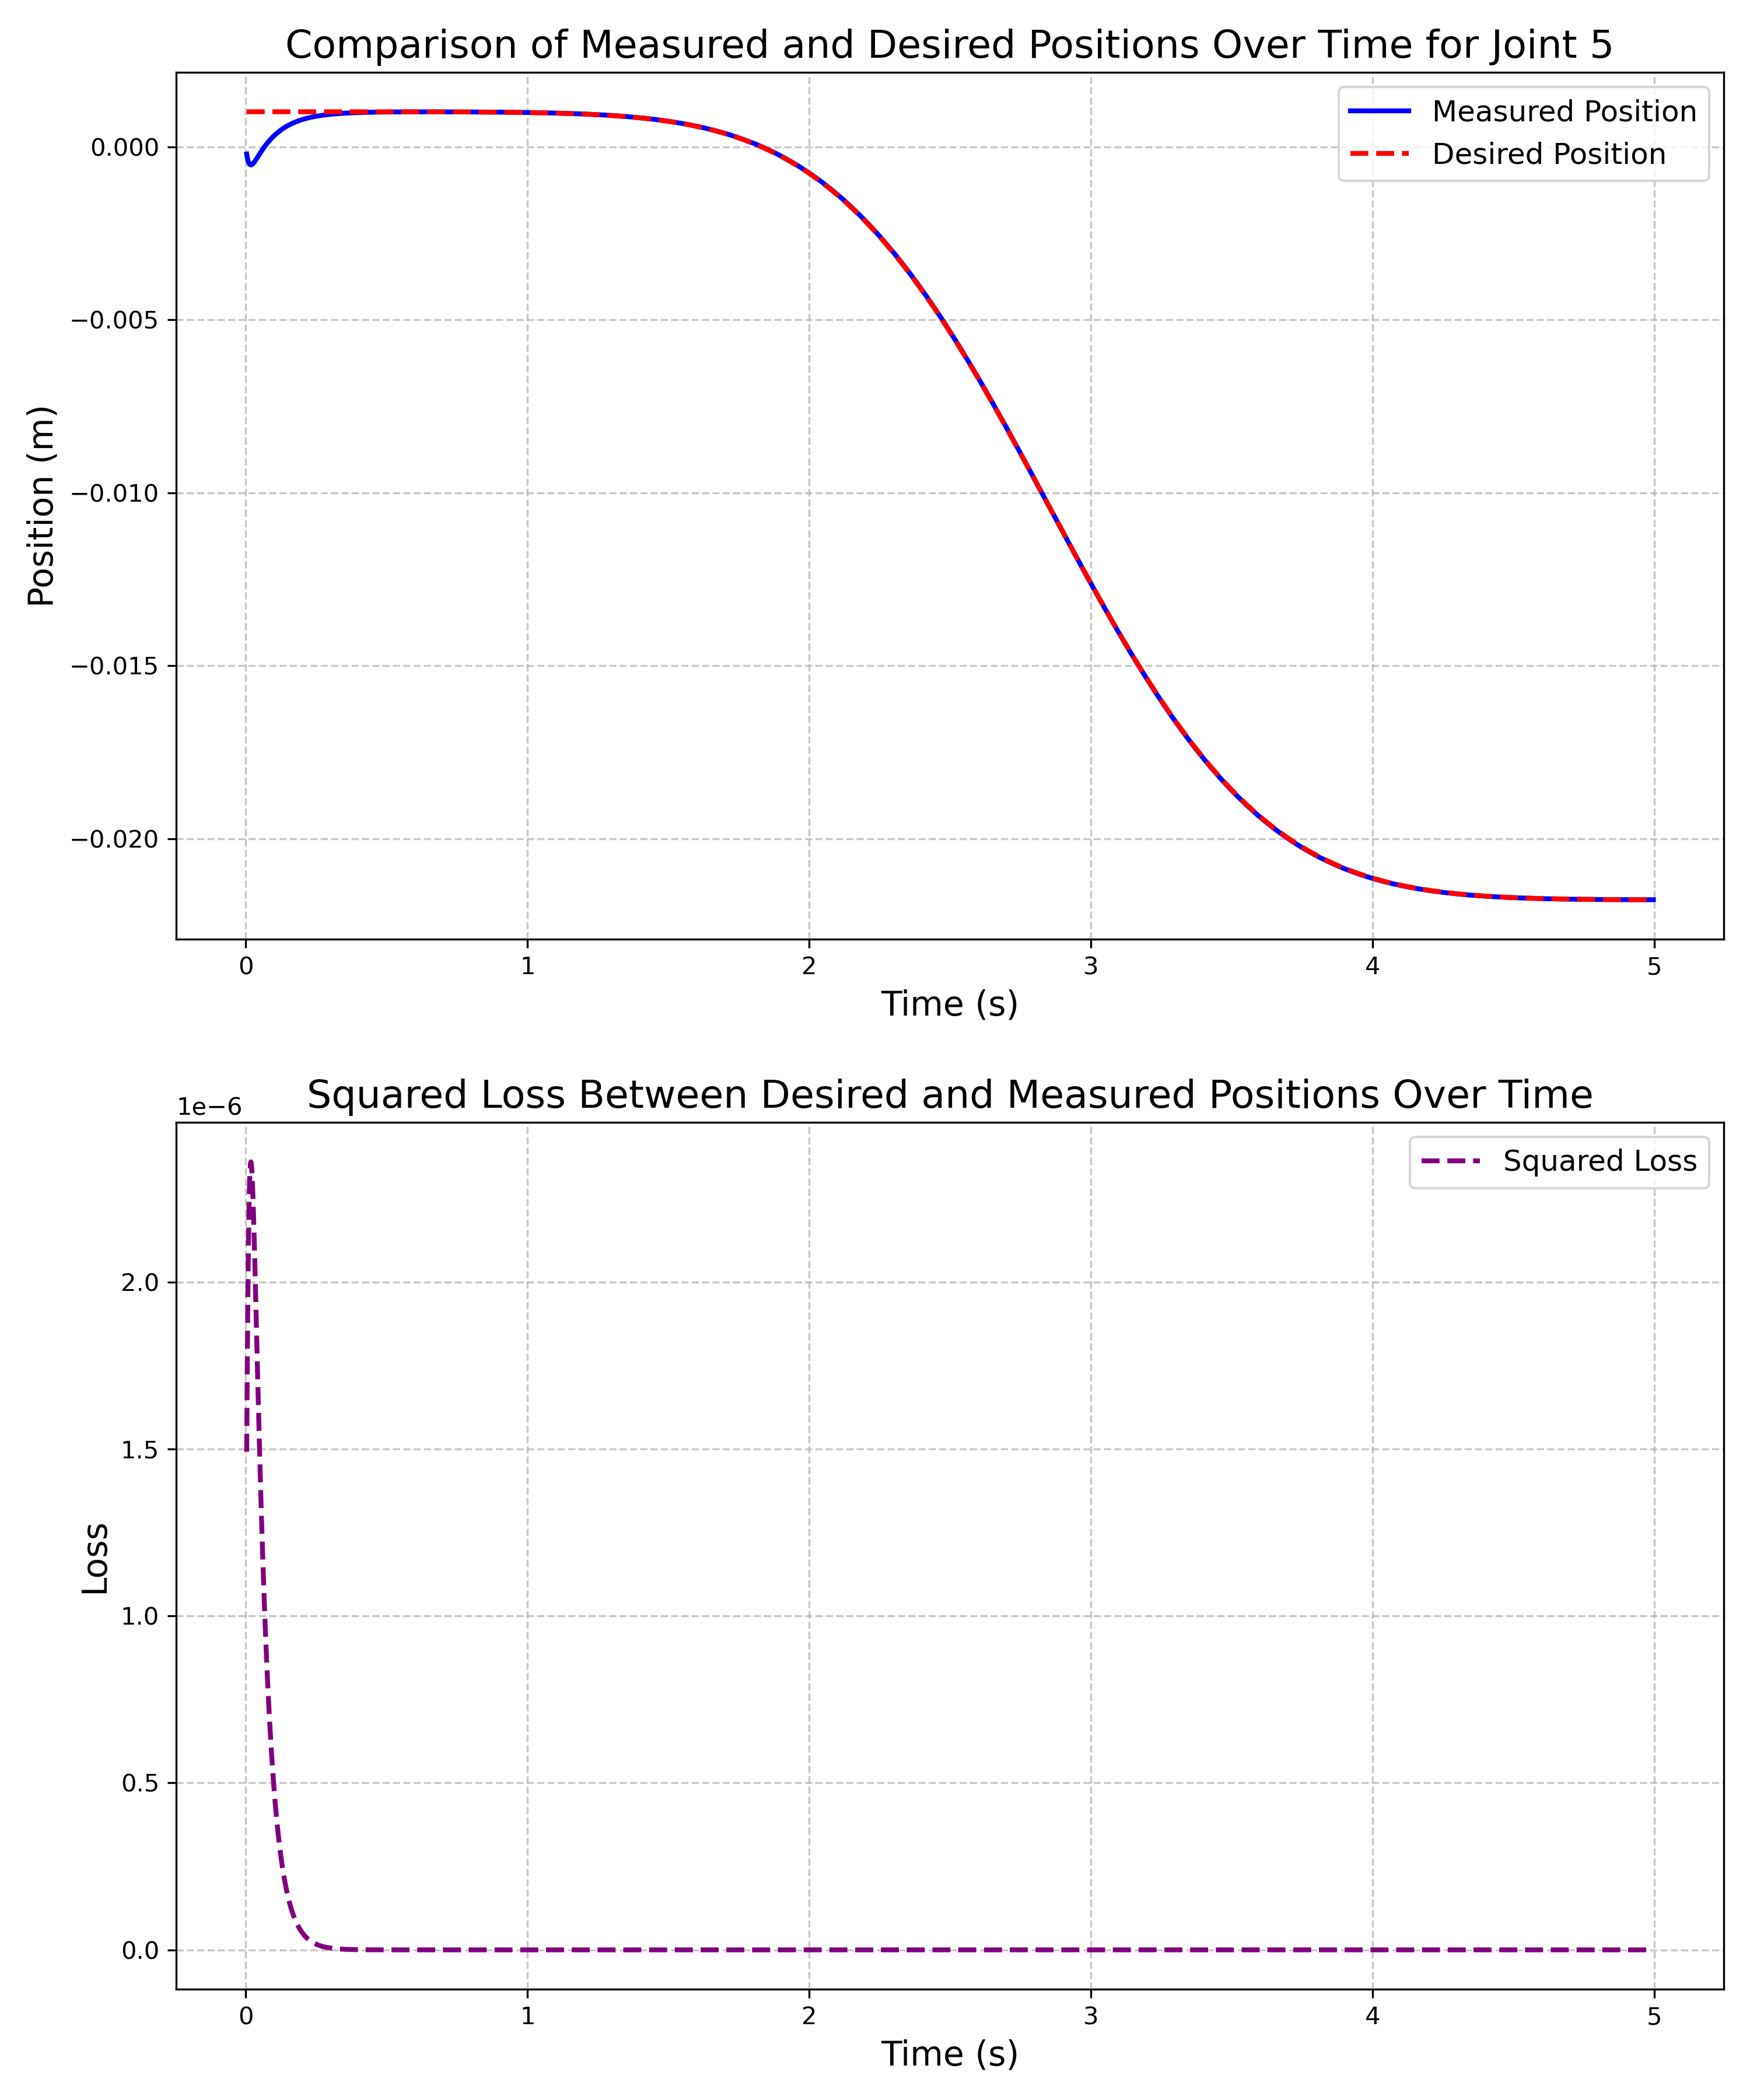 Comparison of Measured and Desired Positions Over Time for Joint 5
Measured Position
Desired Position
0.000
−0.005
−0.010
−0.015
−0.020
Position (m)
0 1 2 3 4 5
Time (s)
Squared Loss Between Desired and Measured Positions Over Time
1e−6
Squared Loss
2.0
1.5
1.0
0.5
0.0
Loss
0 1 2 3 4 5
Time (s)